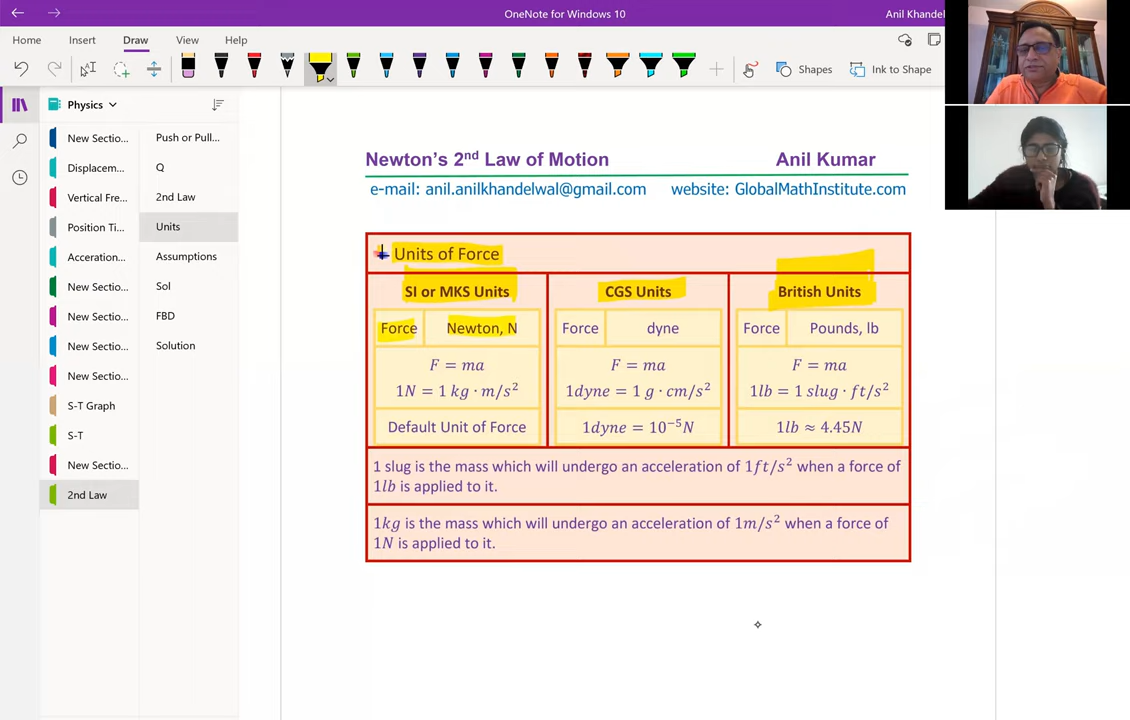 OneNote for Windows 10
Anil Khandel
Home Insert Draw View Help
Shapes Ink to Shape
Physics
New Sectio...
Displacem...
Vertical Fre...
Position Ti...
Acceration...
New Sectio...
New Sectio...
New Sectio...
New Sectio...
S-T Graph
S-T
New Sectio...
2nd Law
Push or Pull...
Q
2nd Law
Units
Assumptions
Sol
FBD
Solution
Newton's 2nd Law of Motion Anil Kumar
e-mail: anil.anilkhandelwal@gmail.com website: GlobalMathInstitute.com
Units of Force
SI or MKS Units CGS Units British Units
Force Newton, N Force dyne Force Pounds, lb
F = ma F = ma F = ma
1N = 1 kg · m/s² 1dyne = 1 g · cm/s² 1lb = 1 slug · ft/s²
Default Unit of Force 1dyne = 10⁻⁵N 1lb ≈ 4.45N
1 slug is the mass which will undergo an acceleration of 1ft/s² when a force of
1lb is applied to it.
1kg is the mass which will undergo an acceleration of 1m/s² when a force of
1N is applied to it.